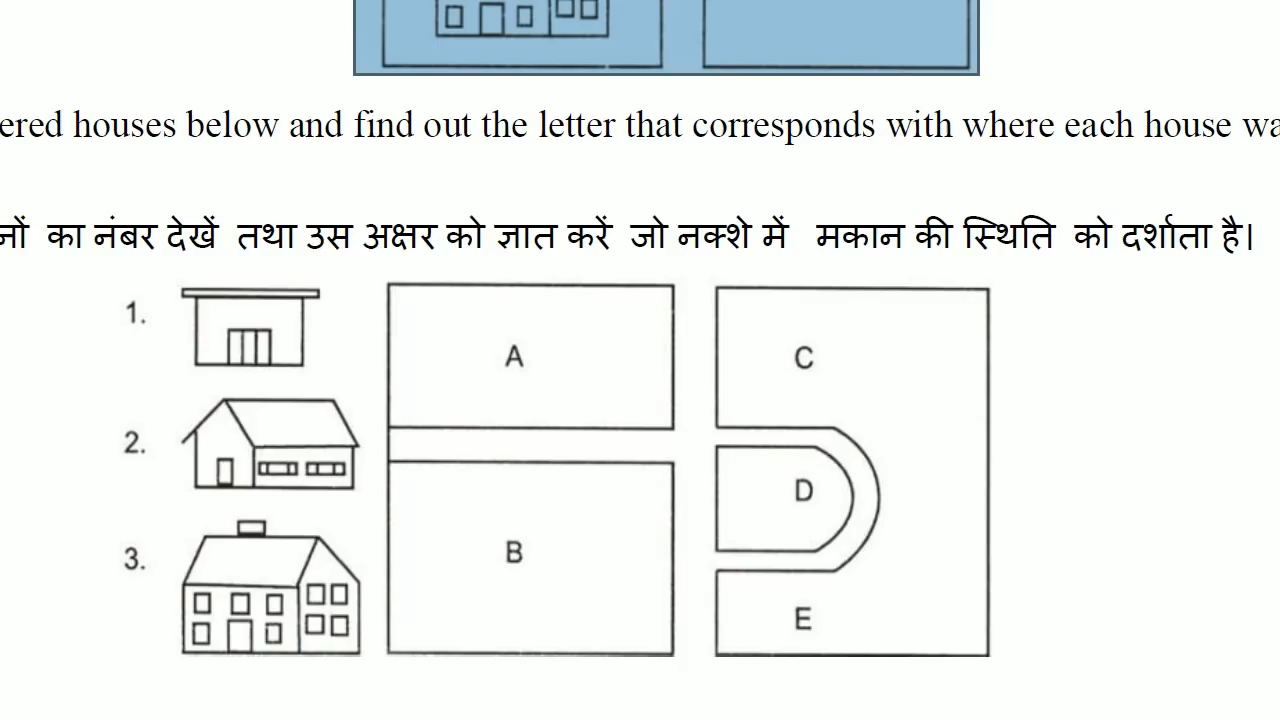 ered houses below and find out the letter that corresponds with where each house wa
नों का नंबर देखें तथा उस अक्षर को ज्ञात करें जो नक्शे में मकान की स्थिति को दर्शाता है।
1.
A
C
2.
D
3.
B
E